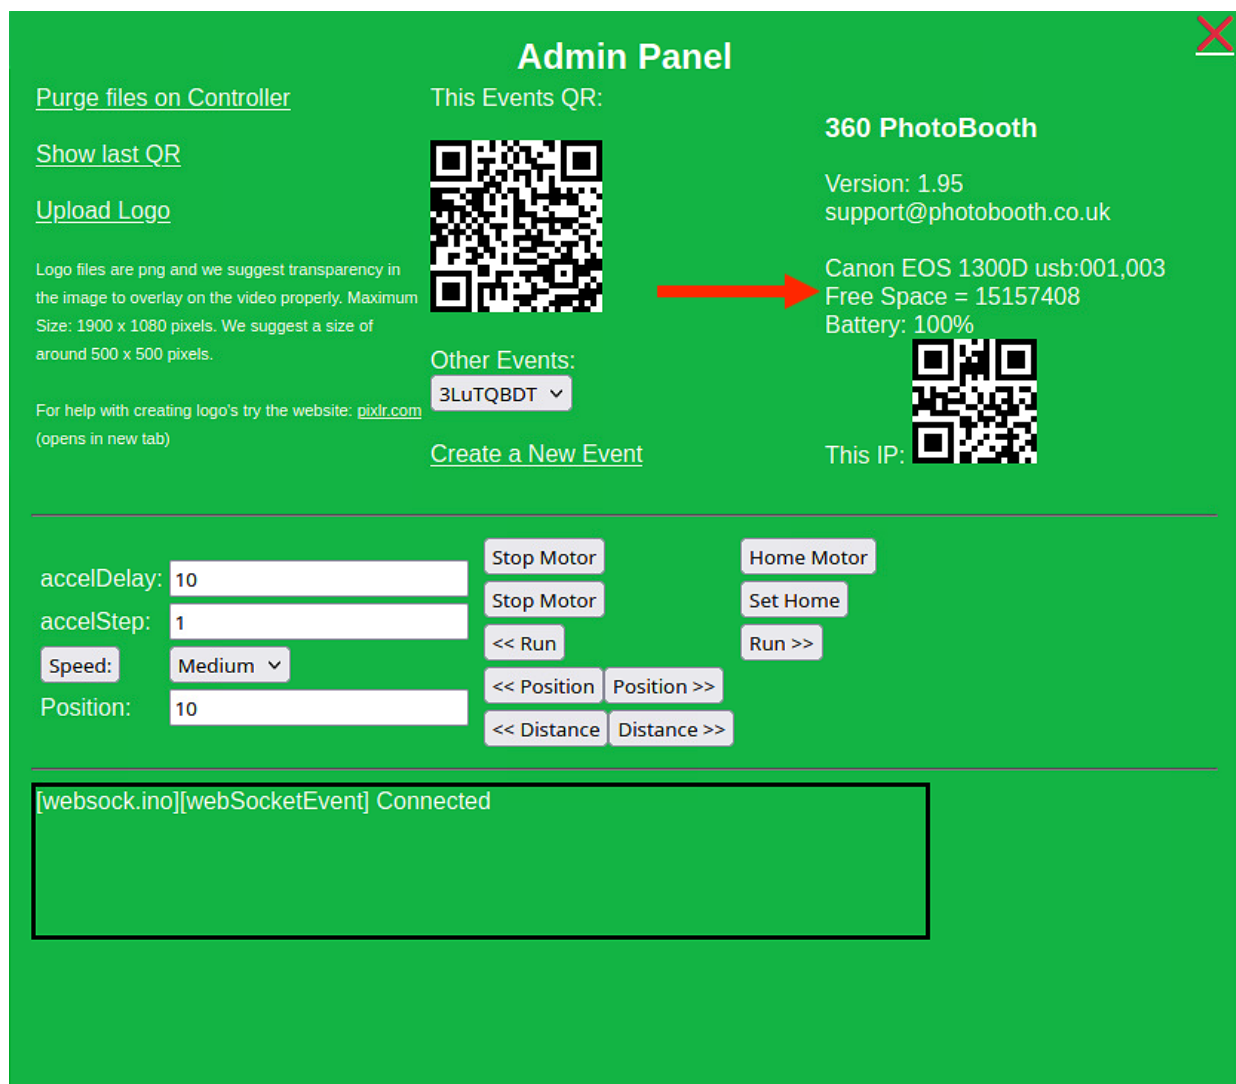 Admin Panel
Purge files on Controller
Show last QR
Upload Logo
Logo files are png and we suggest transparency in
the image to overlay on the video properly. Maximum
Size: 1900 x 1080 pixels. We suggest a size of
around 500 x 500 pixels.
For help with creating logo's try the website: pixlr.com
(opens in new tab)
This Events QR:
Other Events:
3LuTQBDT
Create a New Event
360 PhotoBooth
Version: 1.95
support@photobooth.co.uk
Canon EOS 1300D usb:001,003
Free Space = 15157408
Battery: 100%
This IP:
accelDelay: 10
accelStep: 1
Speed: Medium
Position: 10
Stop Motor Home Motor
Stop Motor Set Home
<< Run Run >>
<< Position Position >>
<< Distance Distance >>
[websock.ino][webSocketEvent] Connected